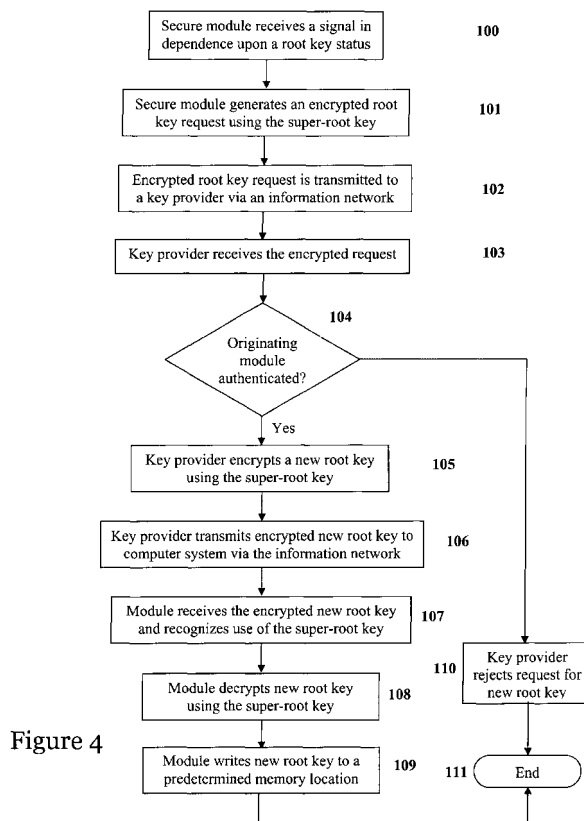 Secure module receives a signal in
dependence upon a root key status
100
Secure module generates an encrypted root
key request using the super-root key
101
Encrypted root key request is transmitted to
a key provider via an information network
102
Key provider receives the encrypted request
103
104
Originating
module
authenticated?
Yes
Key provider encrypts a new root key
using the super-root key
105
Key provider transmits encrypted new root key to
computer system via the information network
106
Module receives the encrypted new root key
and recognizes use of the super-root key
107
110
Key provider
rejects request for
new root key
Module decrypts new root key
using the super-root key
108
Figure 4
Module writes new root key to a
predetermined memory location
109
111
End